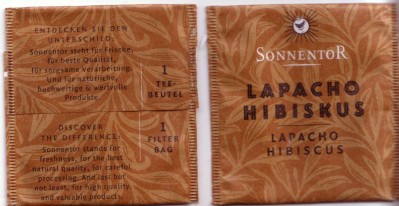 ENTDECKEN SIE DEN
UNTERSCHIED:
Sonnentor steht für Frische,
für beste Qualität,
für sorgsame Verarbeitung.
Und für natürliche,
hochwertige & wertvolle
Produkte.
1
TEE-
BEUTEL
DISCOVER
THE DIFFERENCE:
Sonnentor stands for
freshness, for the best
natural quality, for careful
processing. And last but
not least, for high quality
and valuable products.
1
FILTER
BAG
SONNENTOR
LAPACHO
HIBISKUS
LAPACHO
HIBISCUS